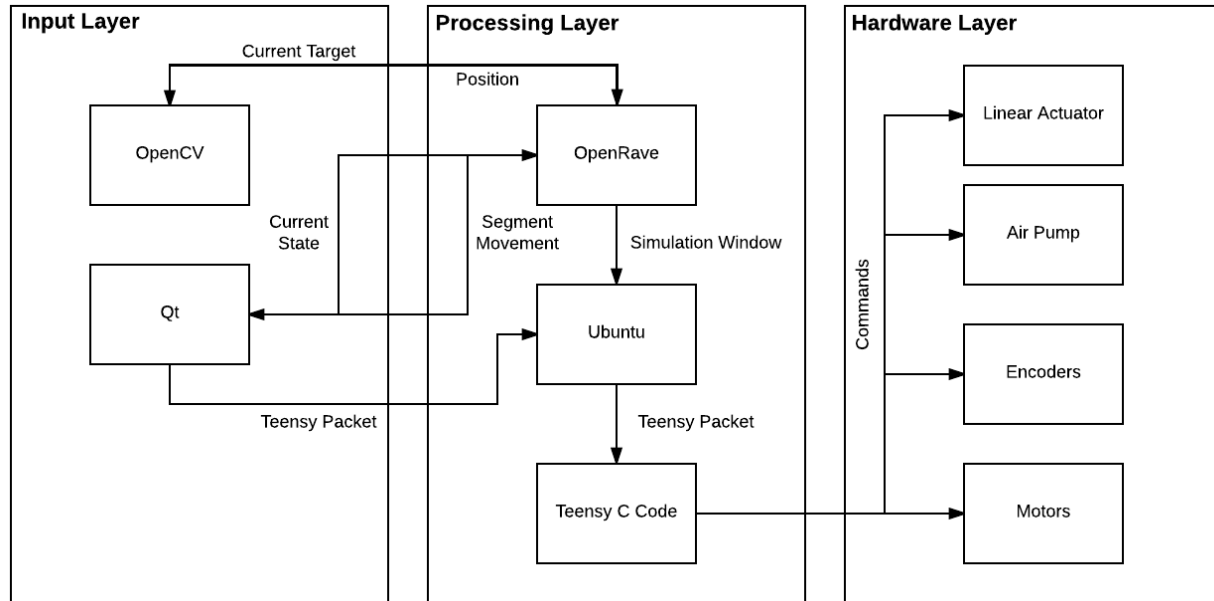 Input Layer
Processing Layer
Hardware Layer
Current Target
Position
OpenCV
OpenRave
Linear Actuator
Current
State
Segment
Movement
Simulation Window
Air Pump
Qt
Ubuntu
Commands
Encoders
Teensy Packet
Teensy Packet
Teensy C Code
Motors